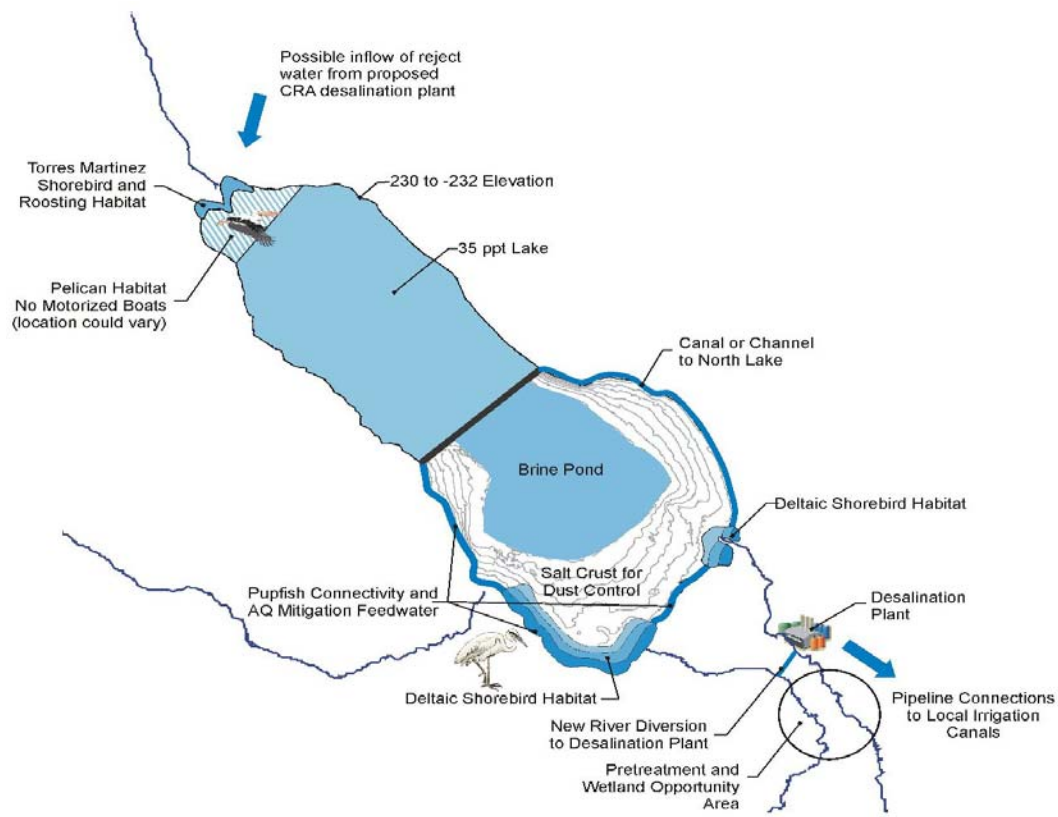 Possible inflow of reject
water from proposed
CRA desalination plant
Torres Martinez
Shorebird and
Roosting Habitat
230 to -232 Elevation
35 ppt Lake
Pelican Habitat
No Motorized Boats
(location could vary)
Canal or Channel
to North Lake
Brine Pond
Deltaic Shorebird Habitat
Salt Crust for
Dust Control
Pupfish Connectivity and
AQ Mitigation Feedwater
Desalination
Plant
Deltaic Shorebird Habitat
New River Diversion
to Desalination Plant
Pipeline Connections
to Local Irrigation
Canals
Pretreatment and
Wetland Opportunity
Area